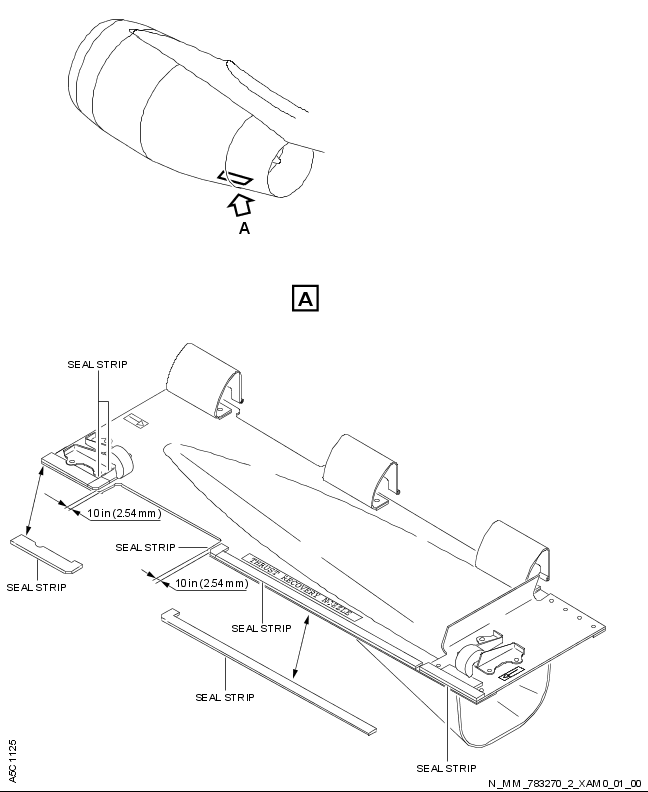 A
A
SEAL STRIP
10 in (2.54 mm)
SEAL STRIP
SEAL STRIP
10 in (2.54 mm)
THRUST RECOVERY NOZZLE
SEAL STRIP
SEAL STRIP
SEAL STRIP
A5C1125
N_MM_783270_2_XAM0_01_00